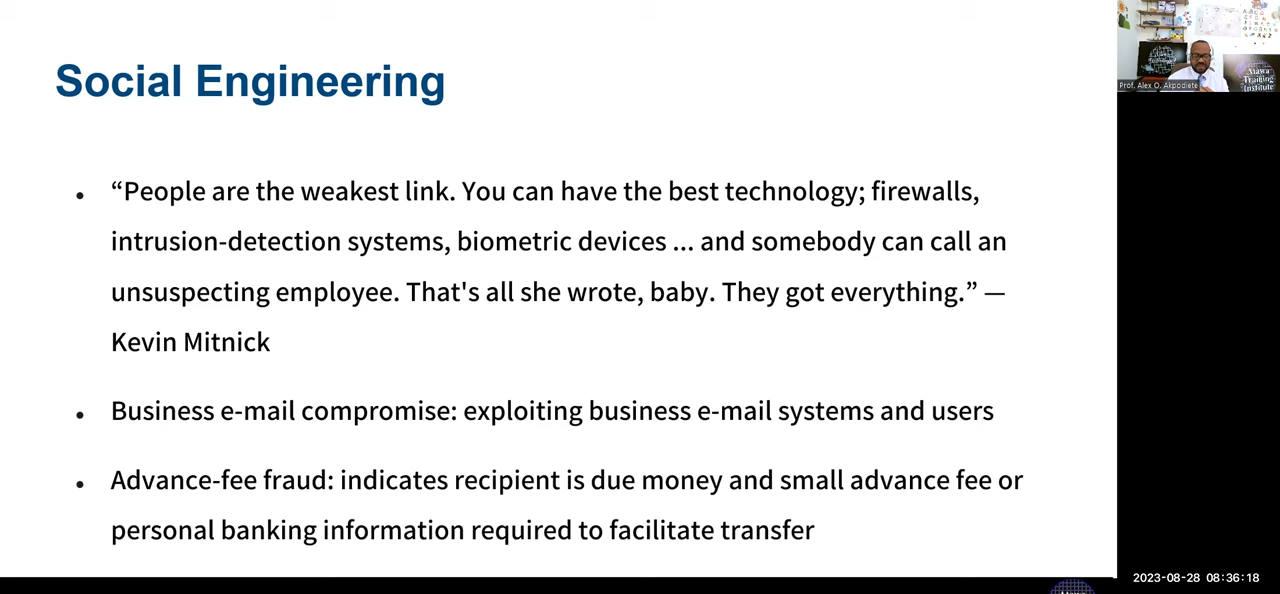 Social Engineering
• “People are the weakest link. You can have the best technology; firewalls,
intrusion-detection systems, biometric devices ... and somebody can call an
unsuspecting employee. That's all she wrote, baby. They got everything.” —
Kevin Mitnick
• Business e-mail compromise: exploiting business e-mail systems and users
• Advance-fee fraud: indicates recipient is due money and small advance fee or
personal banking information required to facilitate transfer
Prof. Alex O. Akpodiete
Training
Institute
2023-08-28 08:36:18